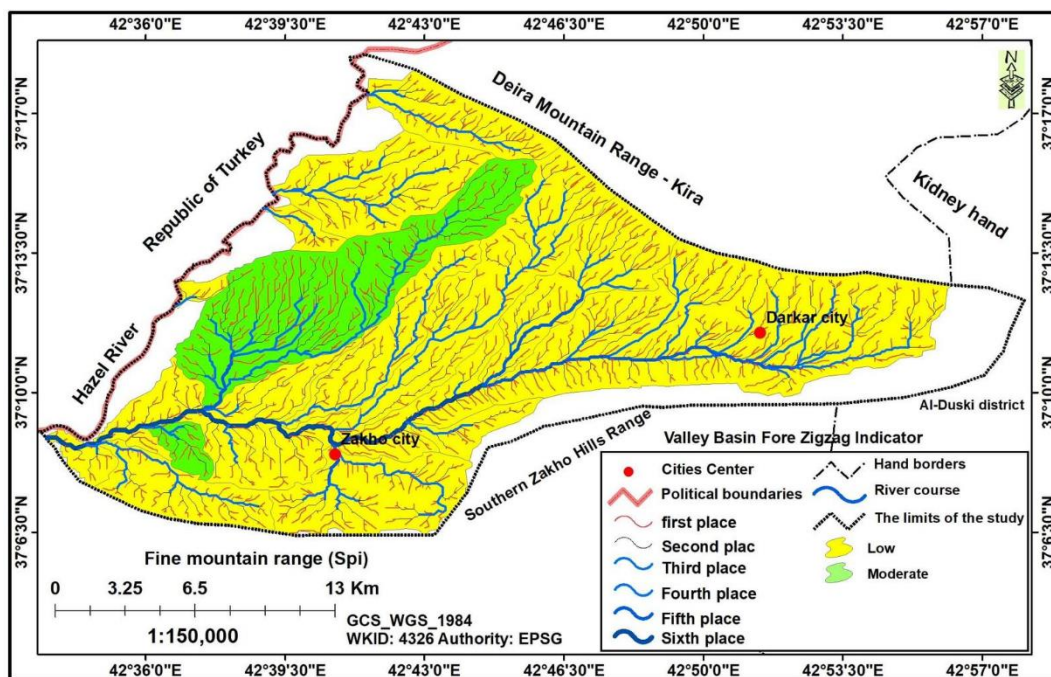 42°36'0"E 42°39'30"E 42°43'0"E 42°46'30"E 42°50'0"E 42°53'30"E 42°57'0"E
N
37°17'0"N
37°17'0"N
Deira Mountain Range - Kira
Republic of Turkey
Kidney hand
37°13'30"N
37°13'30"N
Darkar city
Hazel River
37°10'0"N
37°10'0"N
Al-Duski district
Zakho city
Southern Zakho Hills Range
37°6'30"N
37°6'30"N
Fine mountain range (Spi)
0 3.25 6.5 13 Km
1:150,000
GCS_WGS_1984
WKID: 4326 Authority: EPSG
Valley Basin Fore Zigzag Indicator
Cities Center
Political boundaries
first place
Second plac
Third place
Fourth place
Fifth place
Sixth place
Hand borders
River course
The limits of the study
Low
Moderate
42°36'0"E 42°39'30"E 42°43'0"E 42°46'30"E 42°50'0"E 42°53'30"E 42°57'0"E